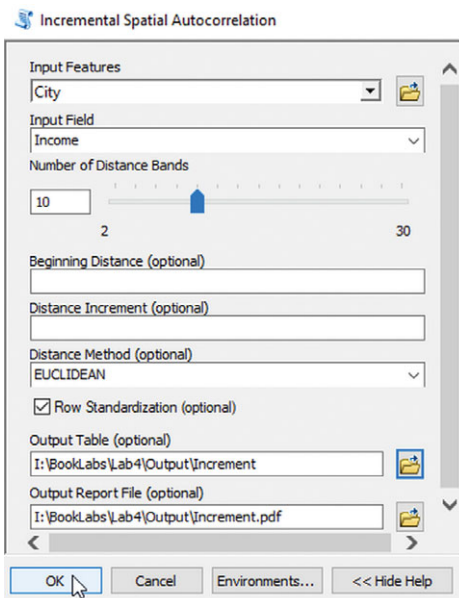 Incremental Spatial Autocorrelation
Input Features
City
Input Field
Income
Number of Distance Bands
10
2 30
Beginning Distance (optional)
Distance Increment (optional)
Distance Method (optional)
EUCLIDEAN
Row Standardization (optional)
Output Table (optional)
I:\BookLabs\Lab4\Output\Increment
Output Report File (optional)
I:\BookLabs\Lab4\Output\Increment.pdf
OK Cancel Environments... << Hide Help